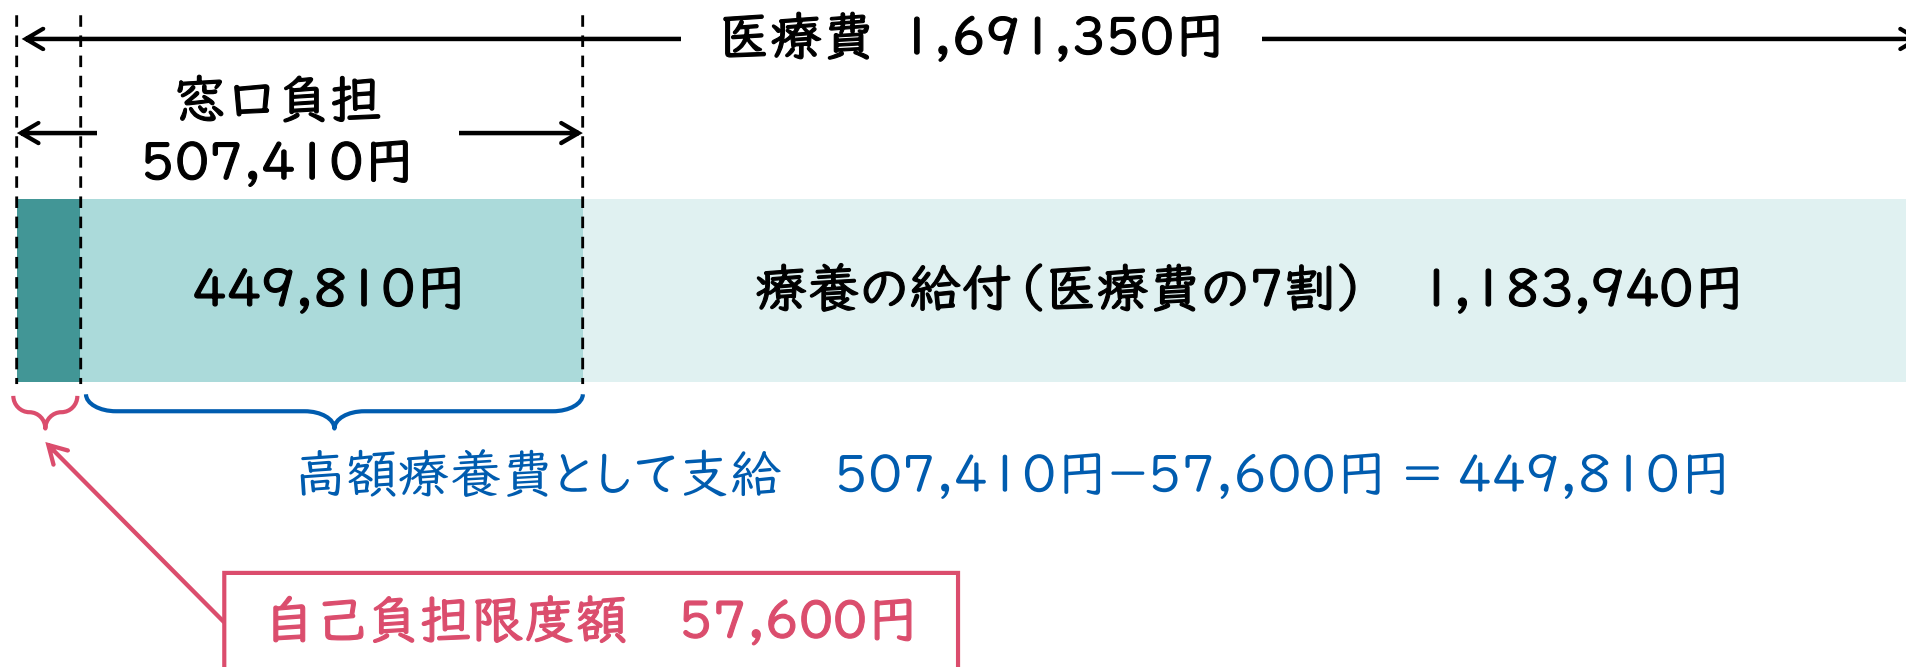 医療費 1,691,350円
窓口負担
507,410円
449,810円
療養の給付(医療費の7割) 1,183,940円
高額療養費として支給 507,410円−57,600円 = 449,810円
自己負担限度額 57,600円